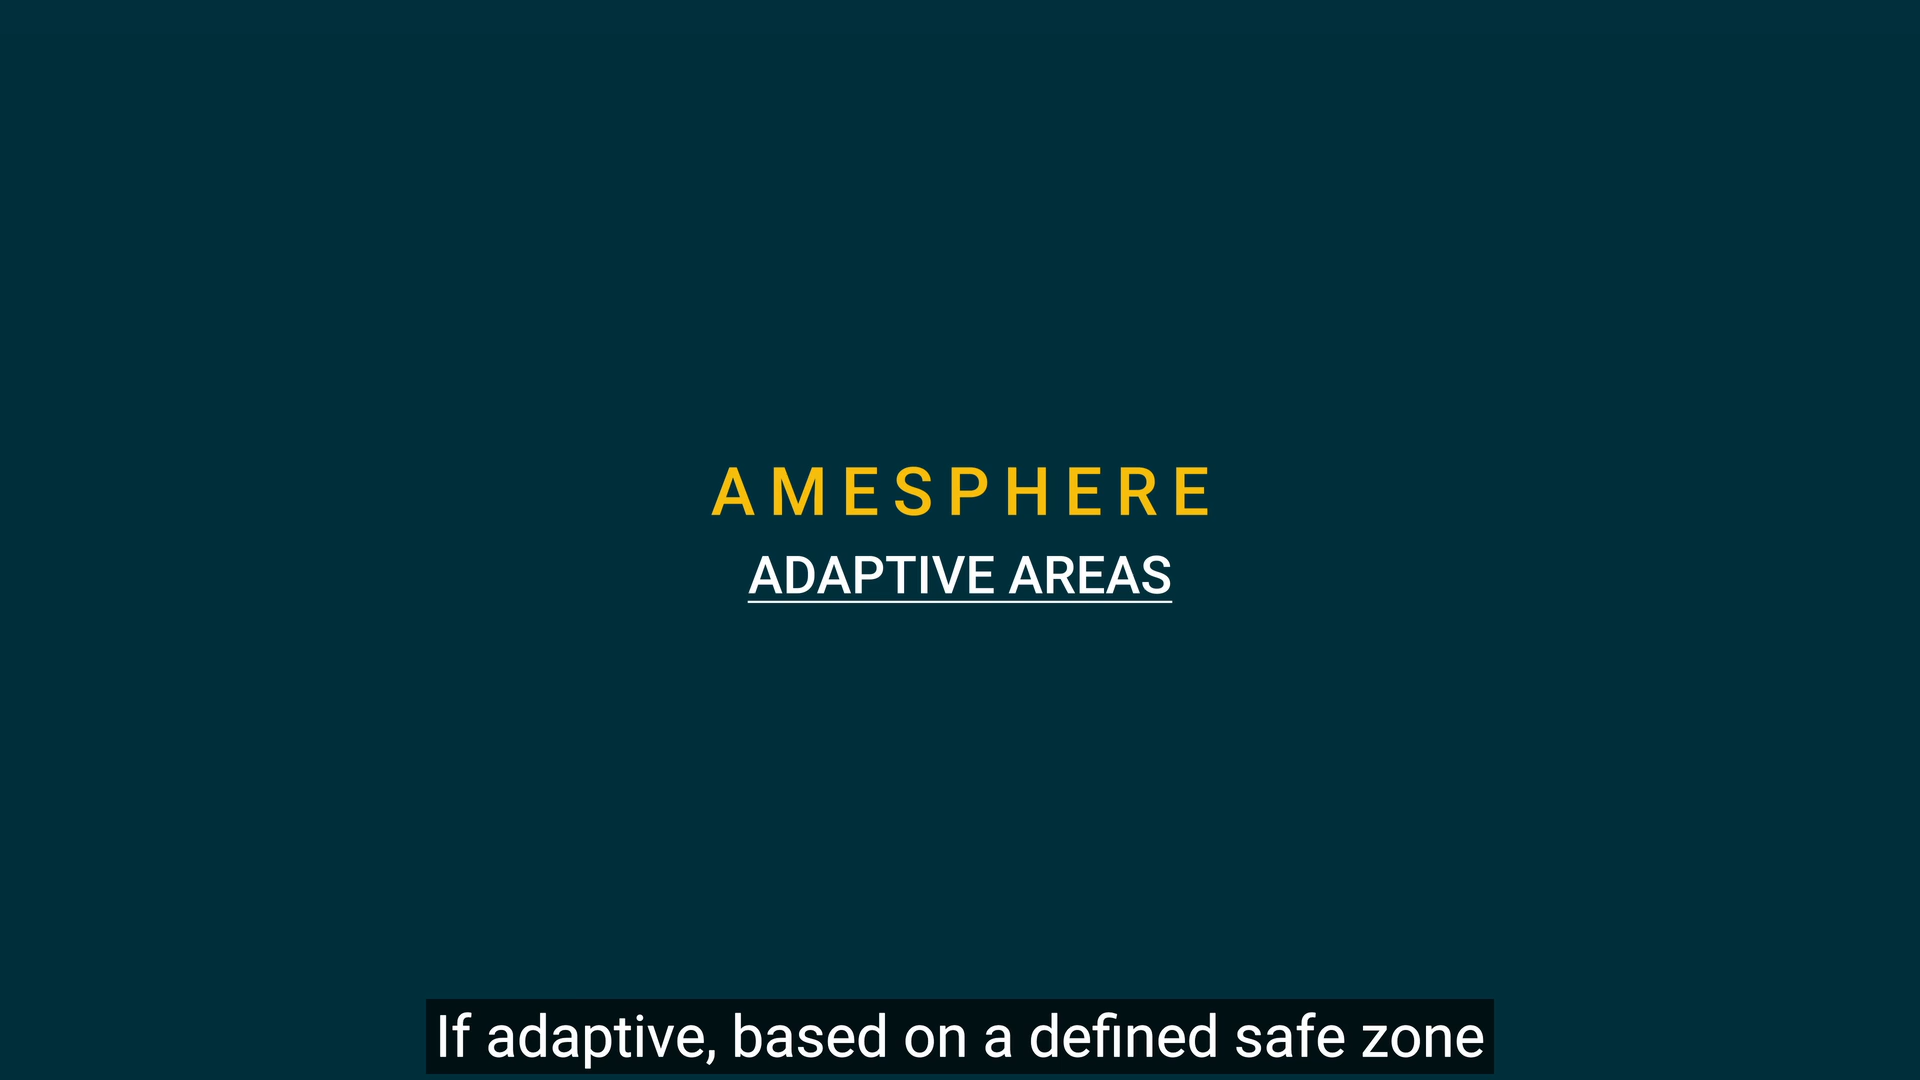 AMESPHERE
ADAPTIVE AREAS
If adaptive, based on a defined safe zone